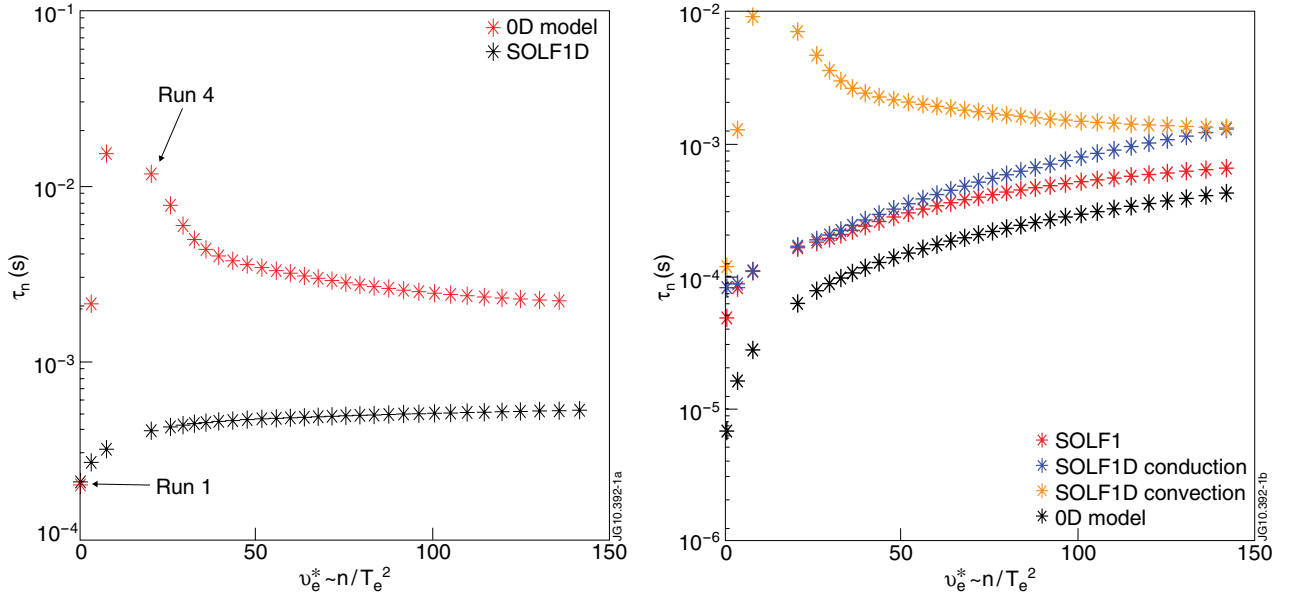 10⁻¹
0D model
SOLF1D
Run 4
10⁻²
τₙ (s)
10⁻³
Run 1
10⁻⁴
0
50
100
150
υₑ* ~ n / Tₑ²
JG10.392-1a
10⁻²
10⁻³
τₙ (s)
10⁻⁴
10⁻⁵
SOLF1
SOLF1D conduction
SOLF1D convection
0D model
10⁻⁶
0
50
100
150
υₑ* ~ n / Tₑ²
JG10.392-1b